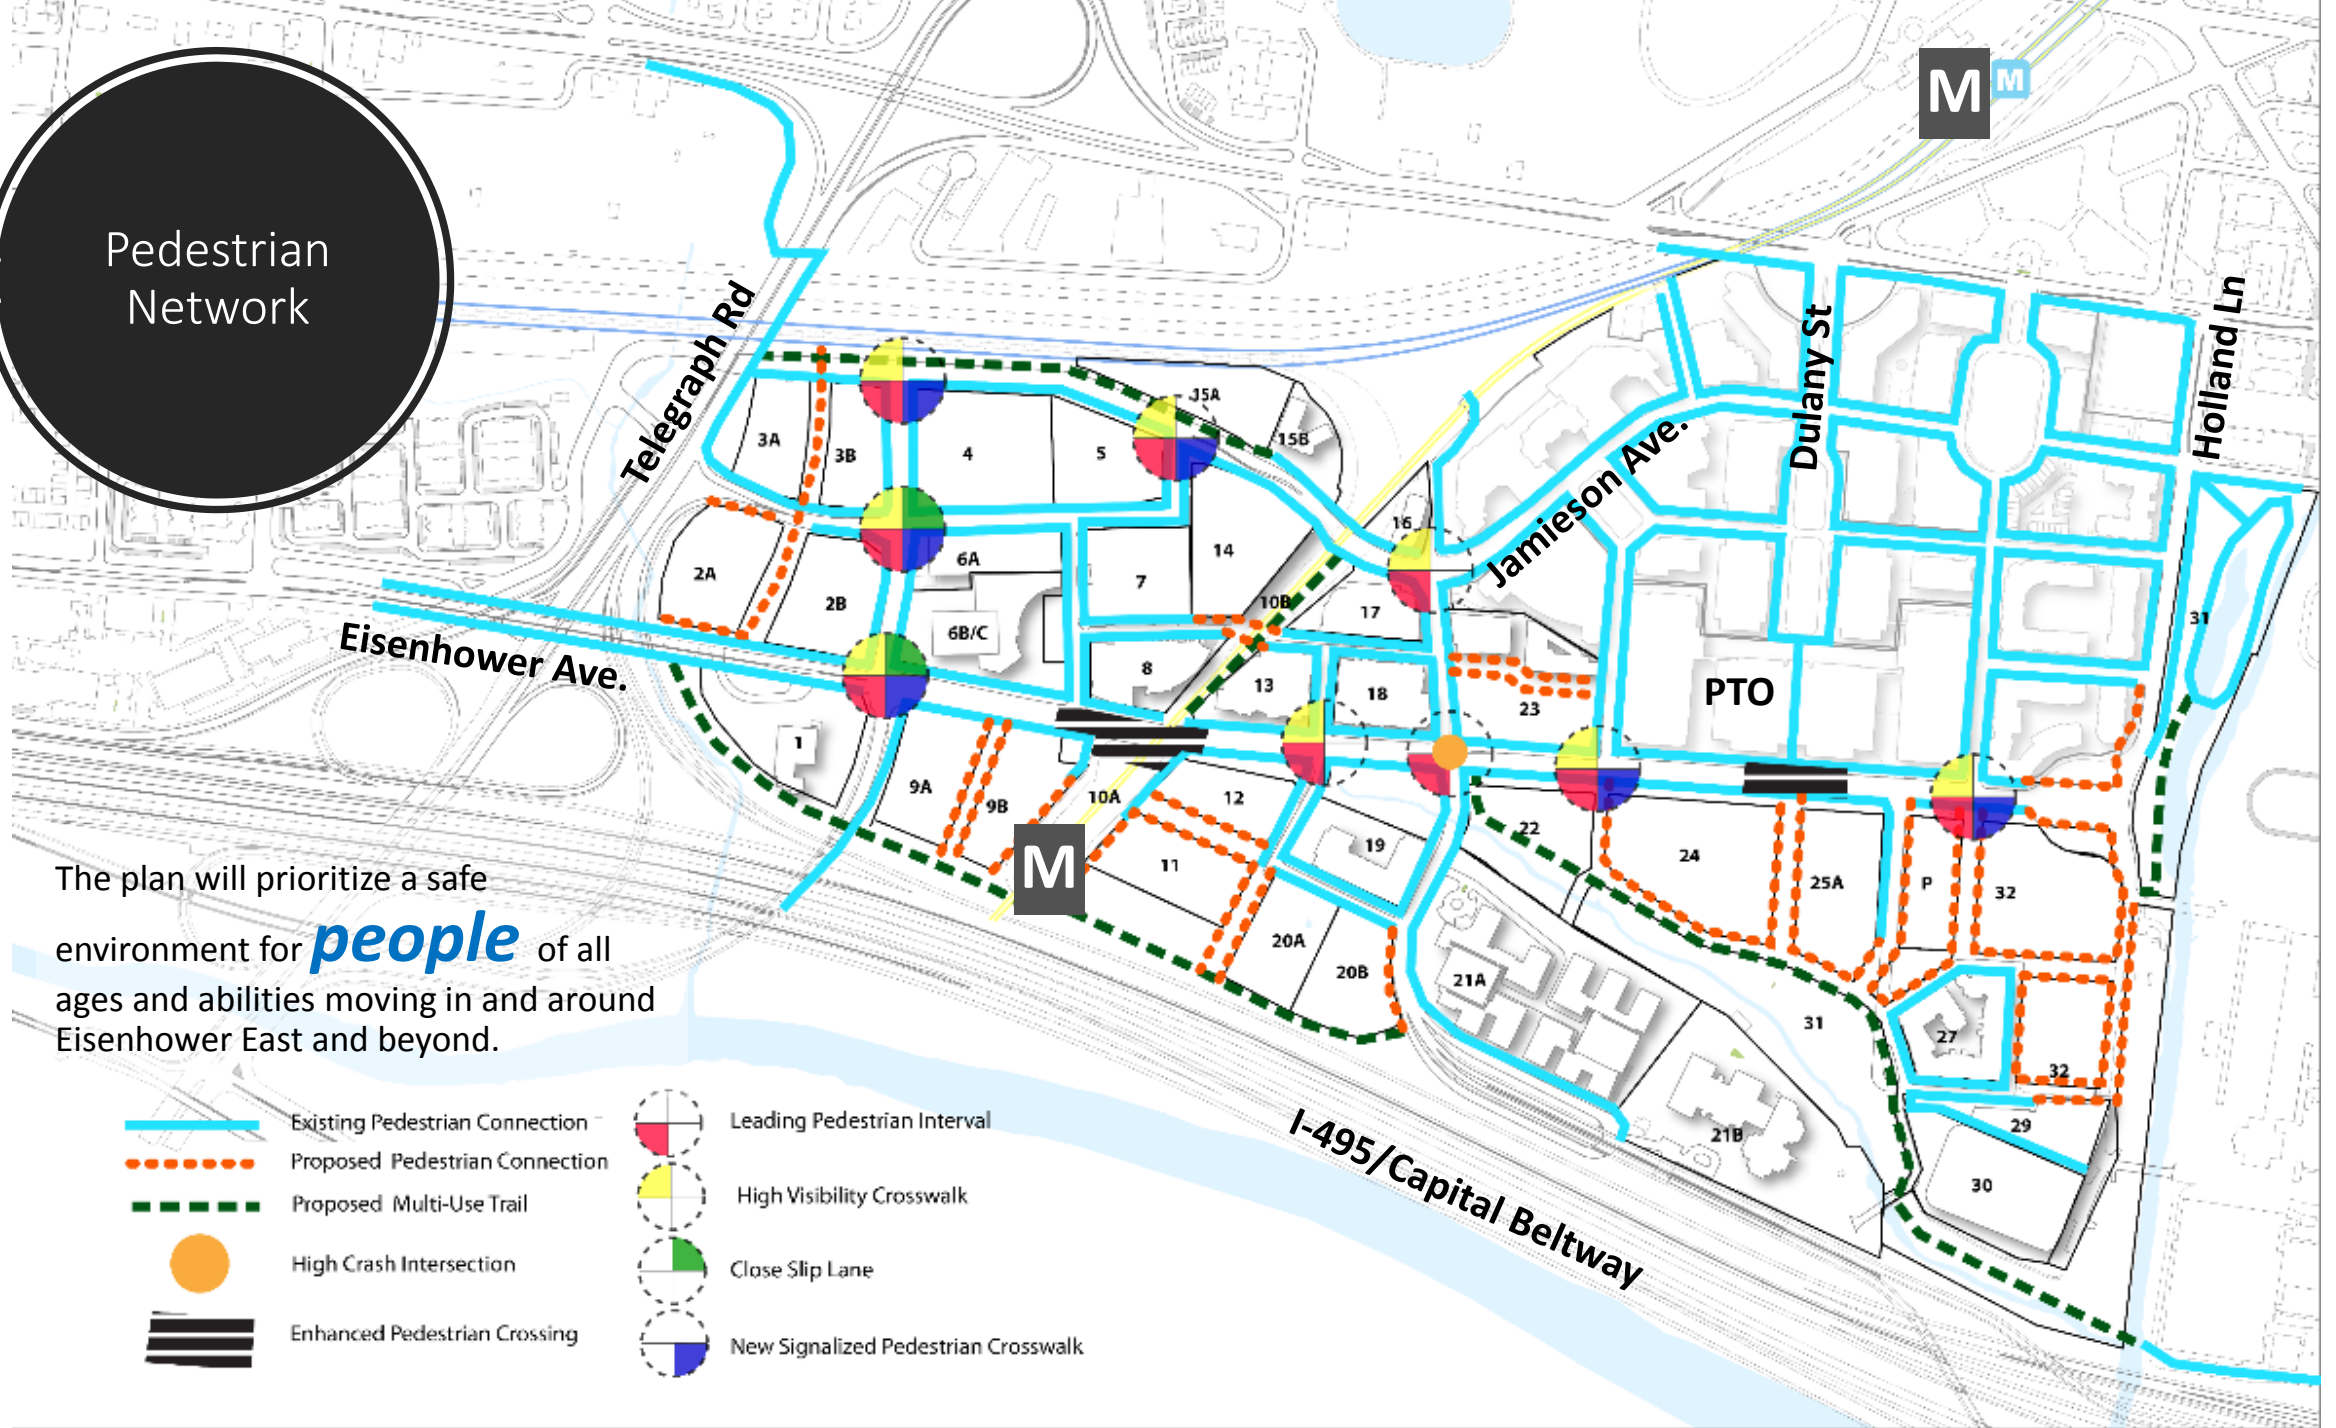 Pedestrian
Network
M
M
Telegraph Rd
Dulany St
Holland Ln
Jamieson Ave.
Eisenhower Ave.
I-495/Capital Beltway
PTO
M
3A
3B
4
5
15A
15B
16
2A
2B
6A
6B/C
7
14
10B
17
8
13
18
23
31
1
9A
9B
10A
12
11
19
22
24
25A
P
32
20A
20B
21A
31
27
32
21B
29
30
The plan will prioritize a safe
environment for people of all
ages and abilities moving in and around
Eisenhower East and beyond.
Existing Pedestrian Connection
Proposed Pedestrian Connection
Proposed Multi-Use Trail
High Crash Intersection
Enhanced Pedestrian Crossing
Leading Pedestrian Interval
High Visibility Crosswalk
Close Slip Lane
New Signalized Pedestrian Crosswalk